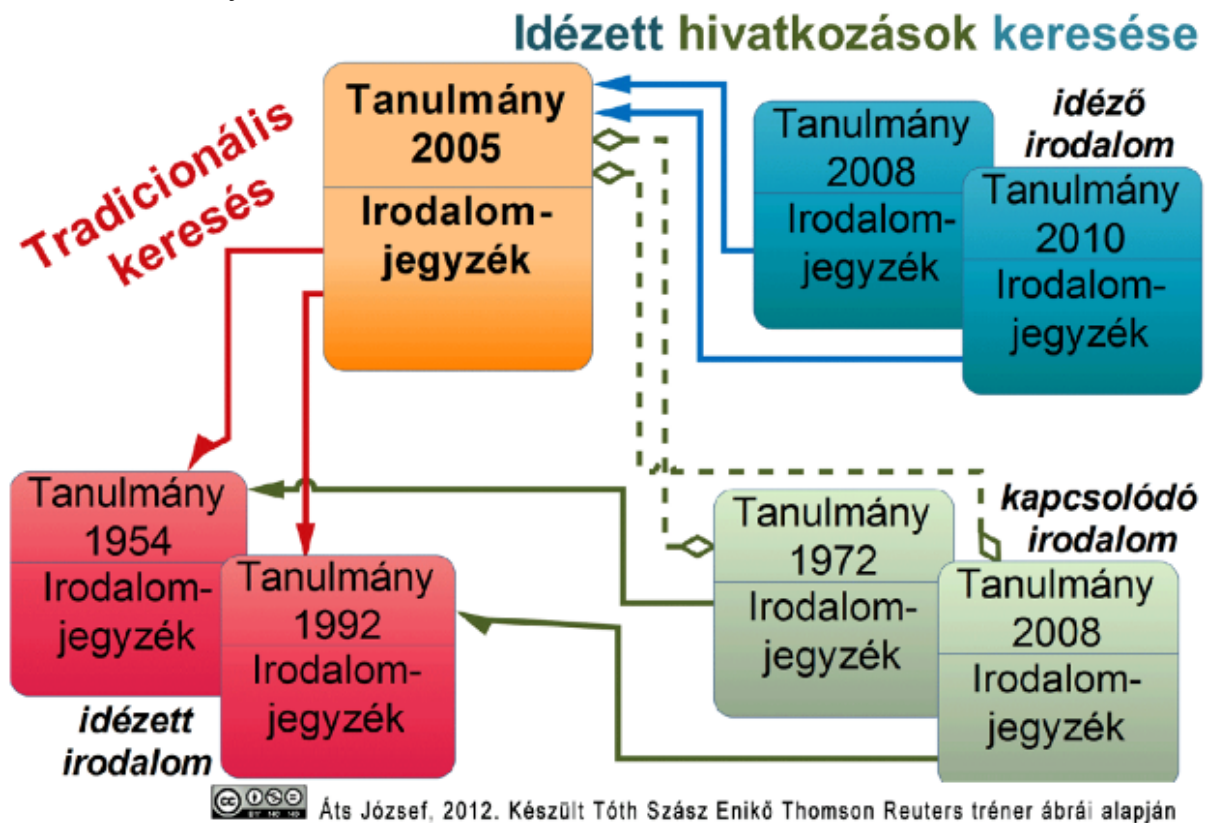 Idézett hivatkozások keresése
Tradicionális
keresés
Tanulmány
2005
Irodalom-
jegyzék
Tanulmány
2008
Irodalom-
jegyzék
idéző
irodalom
Tanulmány
2010
Irodalom-
jegyzék
Tanulmány
1954
Irodalom-
jegyzék
Tanulmány
1992
Irodalom-
jegyzék
idézett
irodalom
Tanulmány
1972
Irodalom-
jegyzék
kapcsolódó
irodalom
Tanulmány
2008
Irodalom-
jegyzék
cc
Áts József, 2012. Készült Tóth Szász Enikő Thomson Reuters tréner ábrái alapján